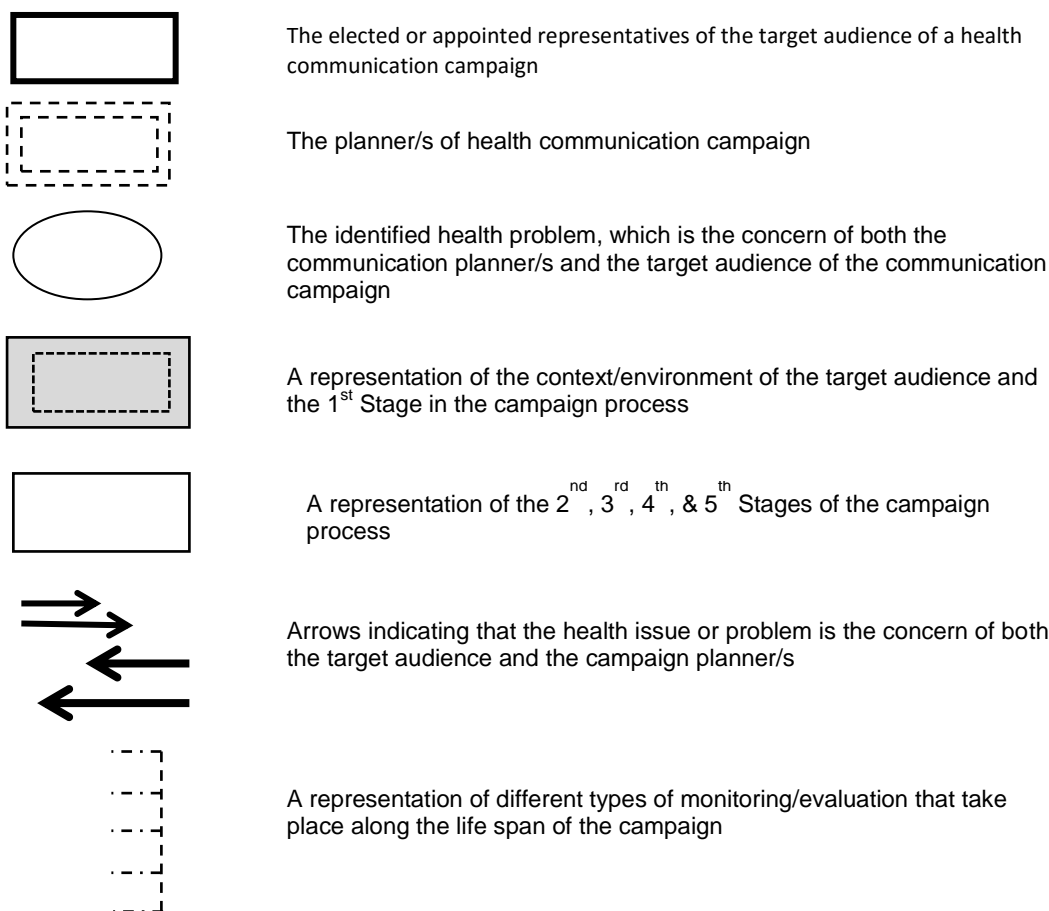 The elected or appointed representatives of the target audience of a health
communication campaign
The planner/s of health communication campaign
The identified health problem, which is the concern of both the
communication planner/s and the target audience of the communication
campaign
A representation of the context/environment of the target audience and
the 1st Stage in the campaign process
A representation of the 2nd, 3rd, 4th, & 5th Stages of the campaign
process
Arrows indicating that the health issue or problem is the concern of both
the target audience and the campaign planner/s
A representation of different types of monitoring/evaluation that take
place along the life span of the campaign